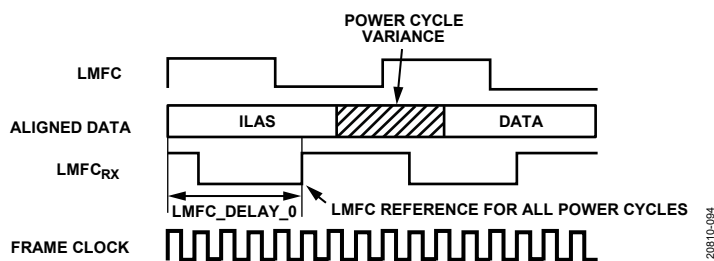 POWER CYCLE
VARIANCE
LMFC
ALIGNED DATA
ILAS
DATA
LMFCRX
LMFC_DELAY_0
LMFC REFERENCE FOR ALL POWER CYCLES
FRAME CLOCK
20810-094